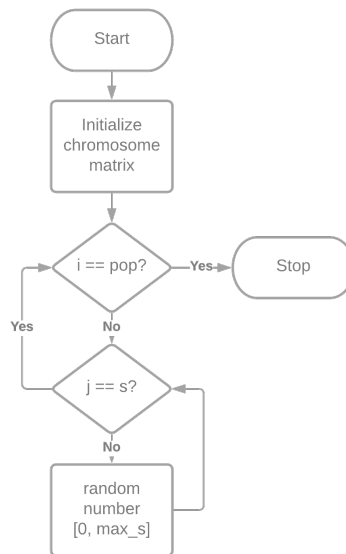 Start
Initialize
chromosome
matrix
i == pop?
Yes
Stop
No
Yes
j == s?
No
random
number
[0, max_s]